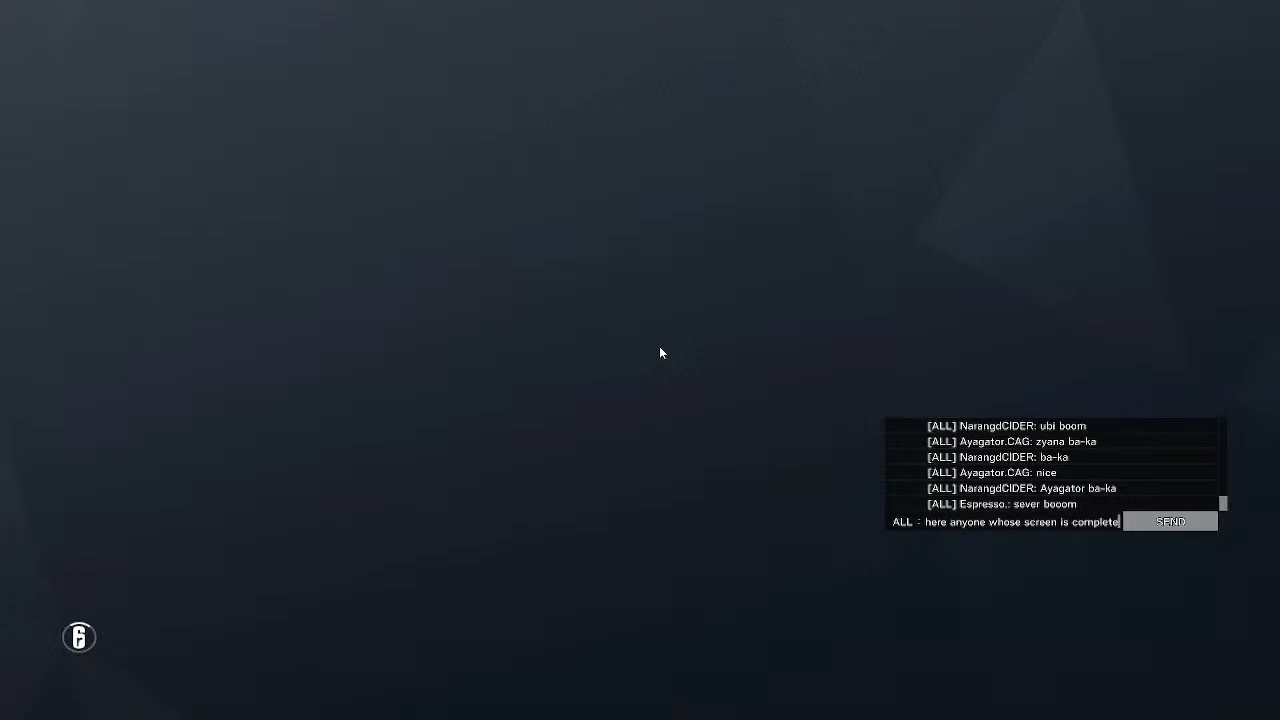 [ALL] NarangdCIDER: ubi boom
[ALL] Ayagator.CAG: zyana ba-ka
[ALL] NarangdCIDER: ba-ka
[ALL] Ayagator.CAG: nice
[ALL] NarangdCIDER: Ayagator ba-ka
[ALL] Espresso.: sever booom
ALL : here anyone whose screen is complete SEND
6